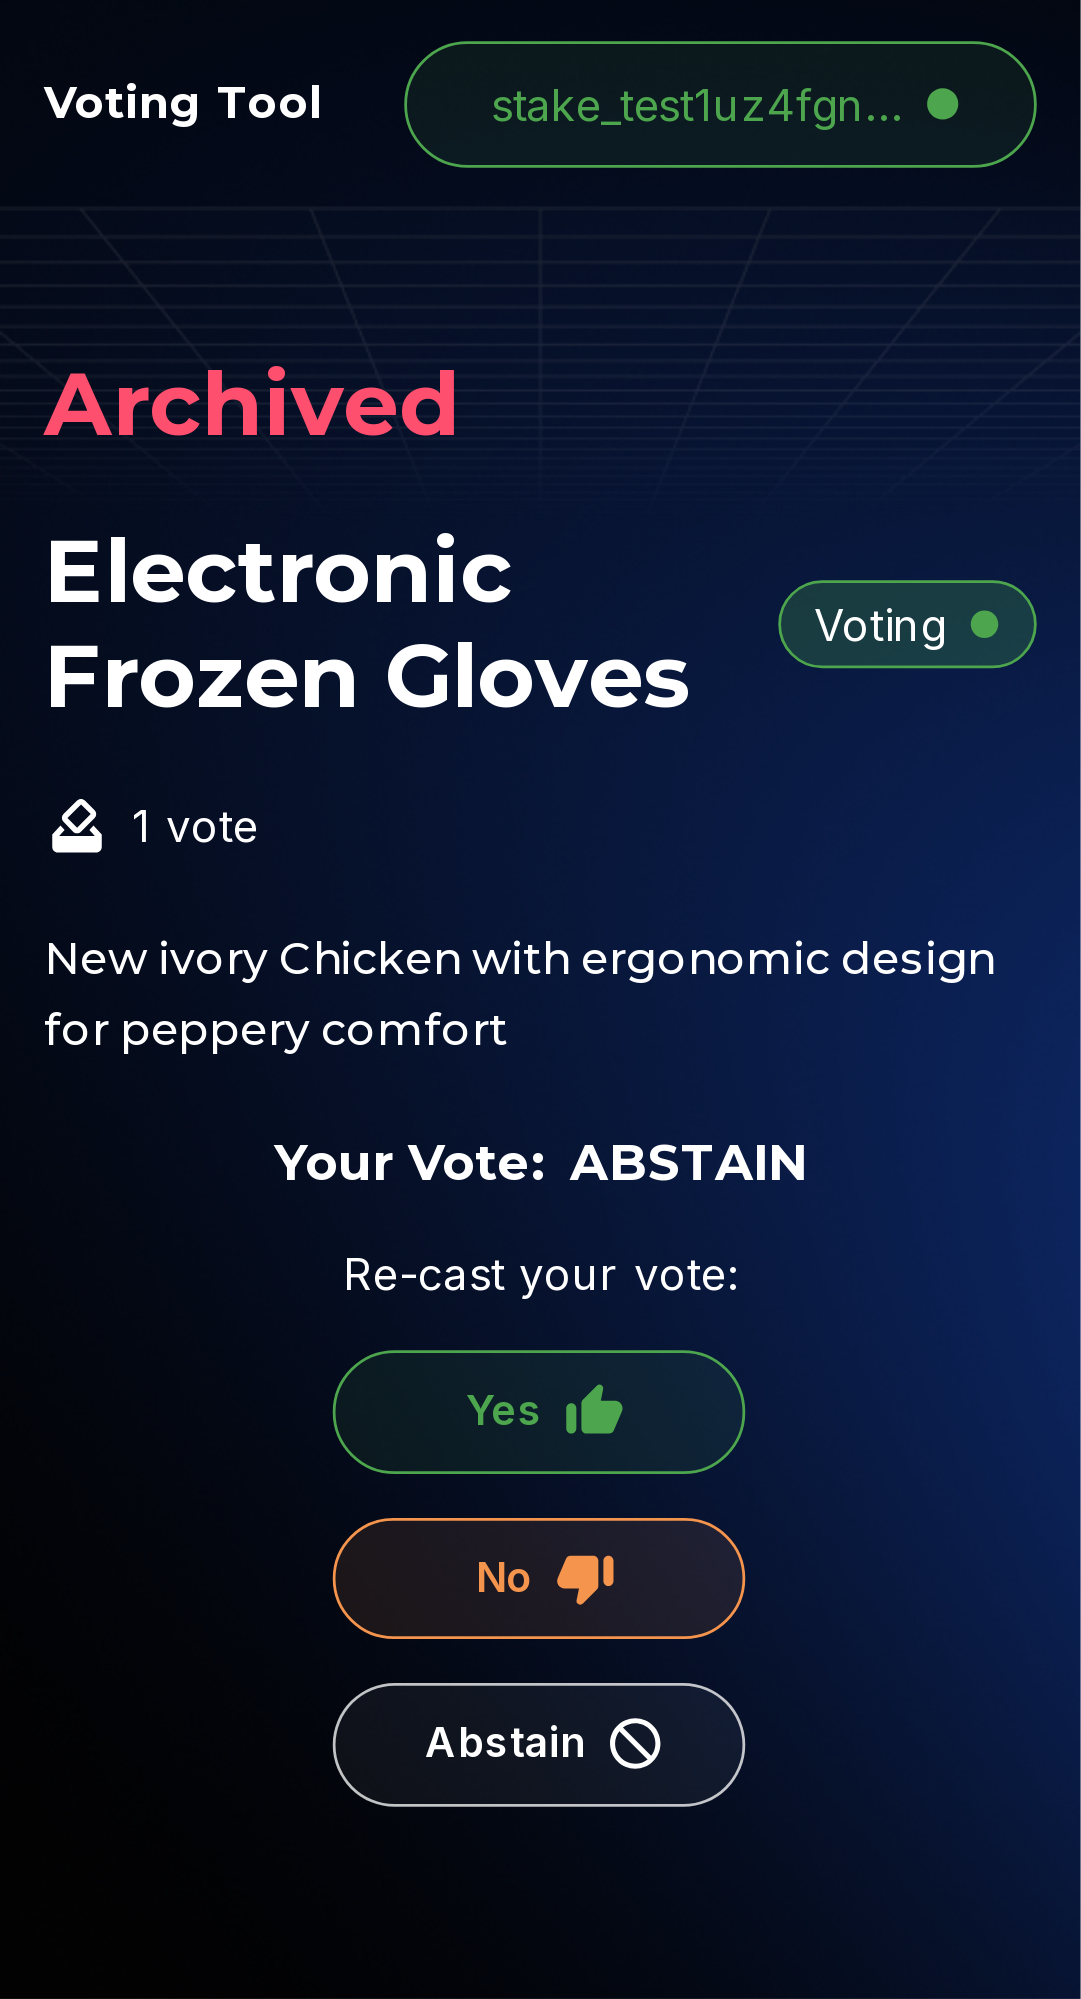 Voting Tool
stake_test1uz4fgn...
Archived
Electronic
Frozen Gloves
Voting
1 vote
New ivory Chicken with ergonomic design
for peppery comfort
Your Vote: ABSTAIN
Re-cast your vote:
Yes
No
Abstain